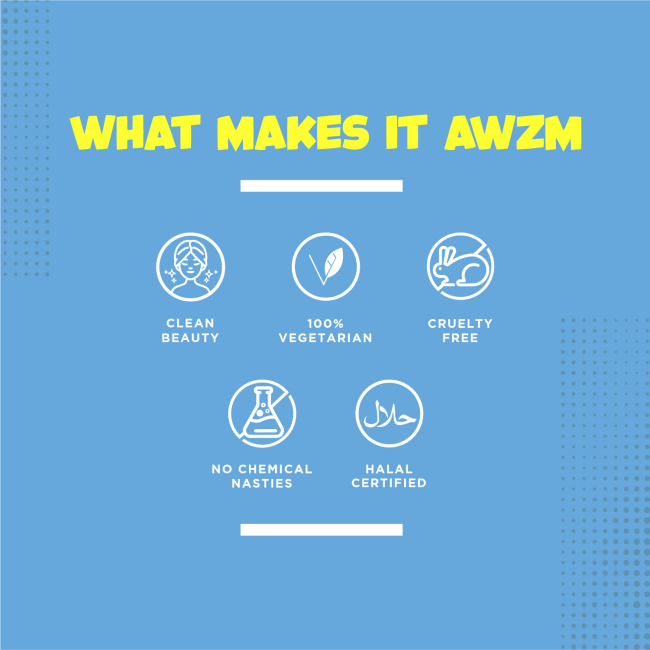 WHAT MAKES IT AWZM
CLEAN
BEAUTY
100%
VEGETARIAN
CRUELTY
FREE
NO CHEMICAL
NASTIES
حلال
HALAL
CERTIFIED